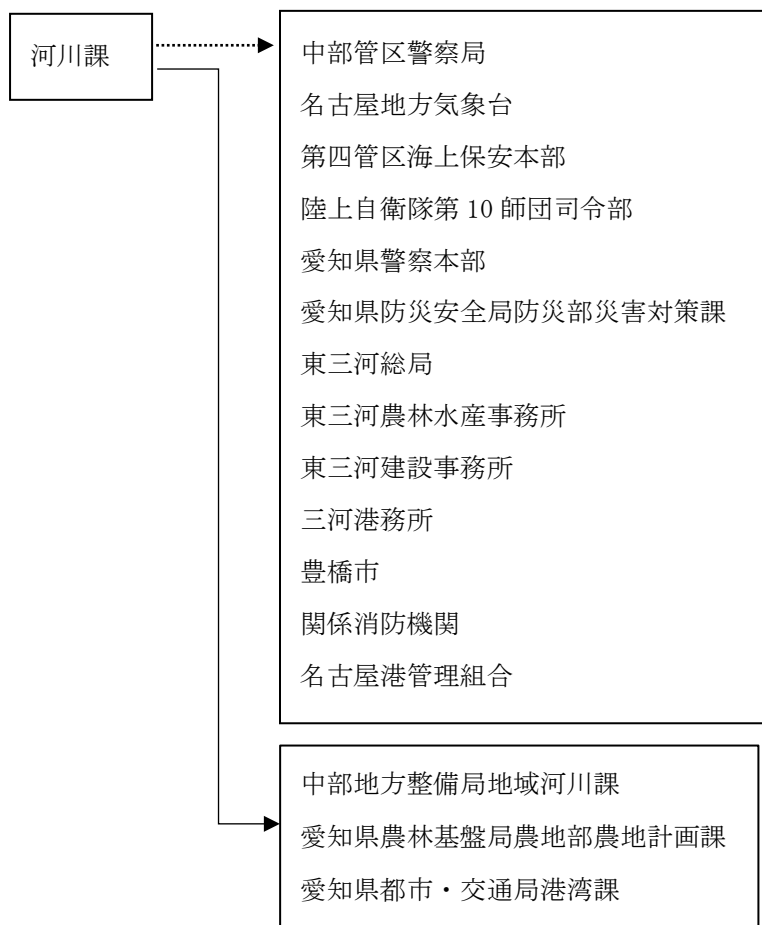 河川課
中部管区警察局
名古屋地方気象台
第四管区海上保安本部
陸上自衛隊第 10 師団司令部
愛知県警察本部
愛知県防災安全局防災部災害対策課
東三河総局
東三河農林水産事務所
東三河建設事務所
三河港務所
豊橋市
関係消防機関
名古屋港管理組合
中部地方整備局地域河川課
愛知県農林基盤局農地部農地計画課
愛知県都市・交通局港湾課